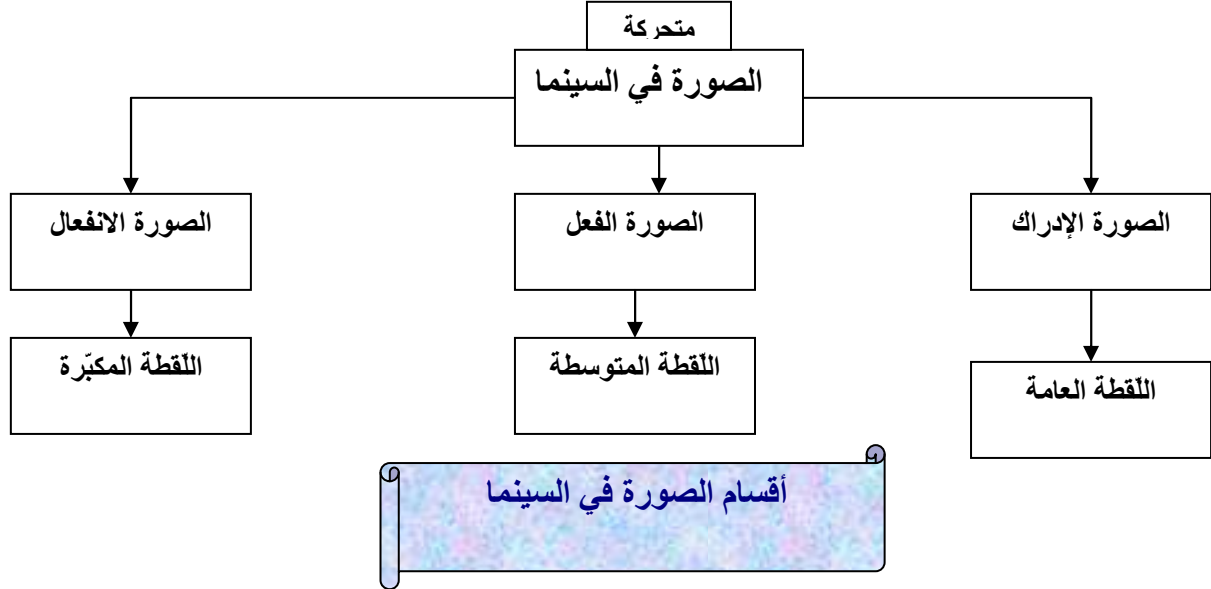 متحركة
الصورة في السينما
الصورة الإدراك
الصورة الفعل
الصورة الانفعال
اللّقطة العامة
اللّقطة المتوسطة
اللّقطة المكبّرة
أقسام الصورة في السينما